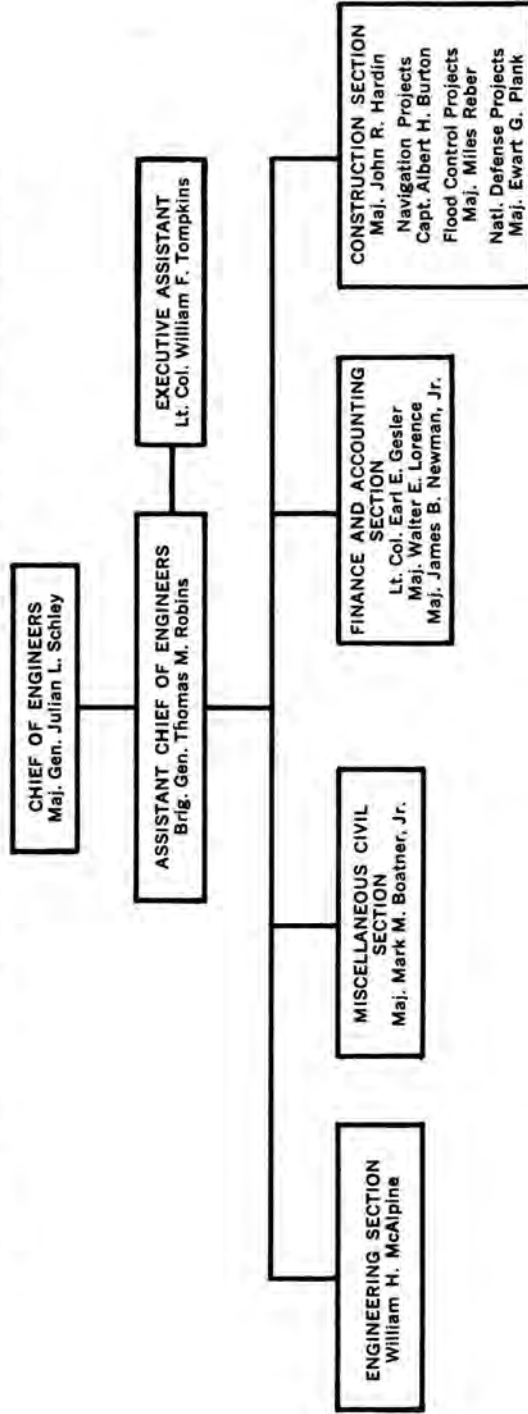 CHIEF OF ENGINEERS
Maj. Gen. Julian L. Schley
ASSISTANT CHIEF OF ENGINEERS
Brig. Gen. Thomas M. Robins
EXECUTIVE ASSISTANT
Lt. Col. William F. Tompkins
ENGINEERING SECTION
William H. McAlpine
MISCELLANEOUS CIVIL
SECTION
Maj. Mark M. Boatner, Jr.
FINANCE AND ACCOUNTING
SECTION
Lt. Col. Earl E. Gesler
Maj. Walter E. Lorence
Maj. James B. Newman, Jr.
CONSTRUCTION SECTION
Maj. John R. Hardin
Navigation Projects
Capt. Albert H. Burton
Flood Control Projects
Maj. Miles Reber
Natl. Defense Projects
Maj. Ewart G. Plank